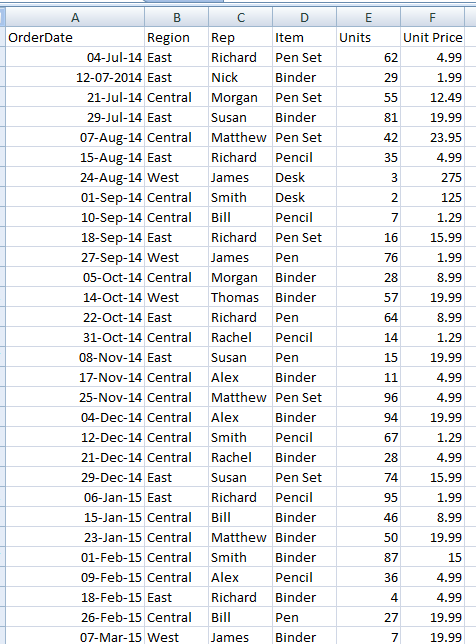 A B C D E F
OrderDate Region Rep Item Units Unit Price
04-Jul-14 East Richard Pen Set 62 4.99
12-07-2014 East Nick Binder 29 1.99
21-Jul-14 Central Morgan Pen Set 55 12.49
29-Jul-14 East Susan Binder 81 19.99
07-Aug-14 Central Matthew Pen Set 42 23.95
15-Aug-14 East Richard Pencil 35 4.99
24-Aug-14 West James Desk 3 275
01-Sep-14 Central Smith Desk 2 125
10-Sep-14 Central Bill Pencil 7 1.29
18-Sep-14 East Richard Pen Set 16 15.99
27-Sep-14 West James Pen 76 1.99
05-Oct-14 Central Morgan Binder 28 8.99
14-Oct-14 West Thomas Binder 57 19.99
22-Oct-14 East Richard Pen 64 8.99
31-Oct-14 Central Rachel Pencil 14 1.29
08-Nov-14 East Susan Pen 15 19.99
17-Nov-14 Central Alex Binder 11 4.99
25-Nov-14 Central Matthew Pen Set 96 4.99
04-Dec-14 Central Alex Binder 94 19.99
12-Dec-14 Central Smith Pencil 67 1.29
21-Dec-14 Central Rachel Binder 28 4.99
29-Dec-14 East Susan Pen Set 74 15.99
06-Jan-15 East Richard Pencil 95 1.99
15-Jan-15 Central Bill Binder 46 8.99
23-Jan-15 Central Matthew Binder 50 19.99
01-Feb-15 Central Smith Binder 87 15
09-Feb-15 Central Alex Pencil 36 4.99
18-Feb-15 East Richard Binder 4 4.99
26-Feb-15 Central Bill Pen 27 19.99
07-Mar-15 West James Binder 7 19.99